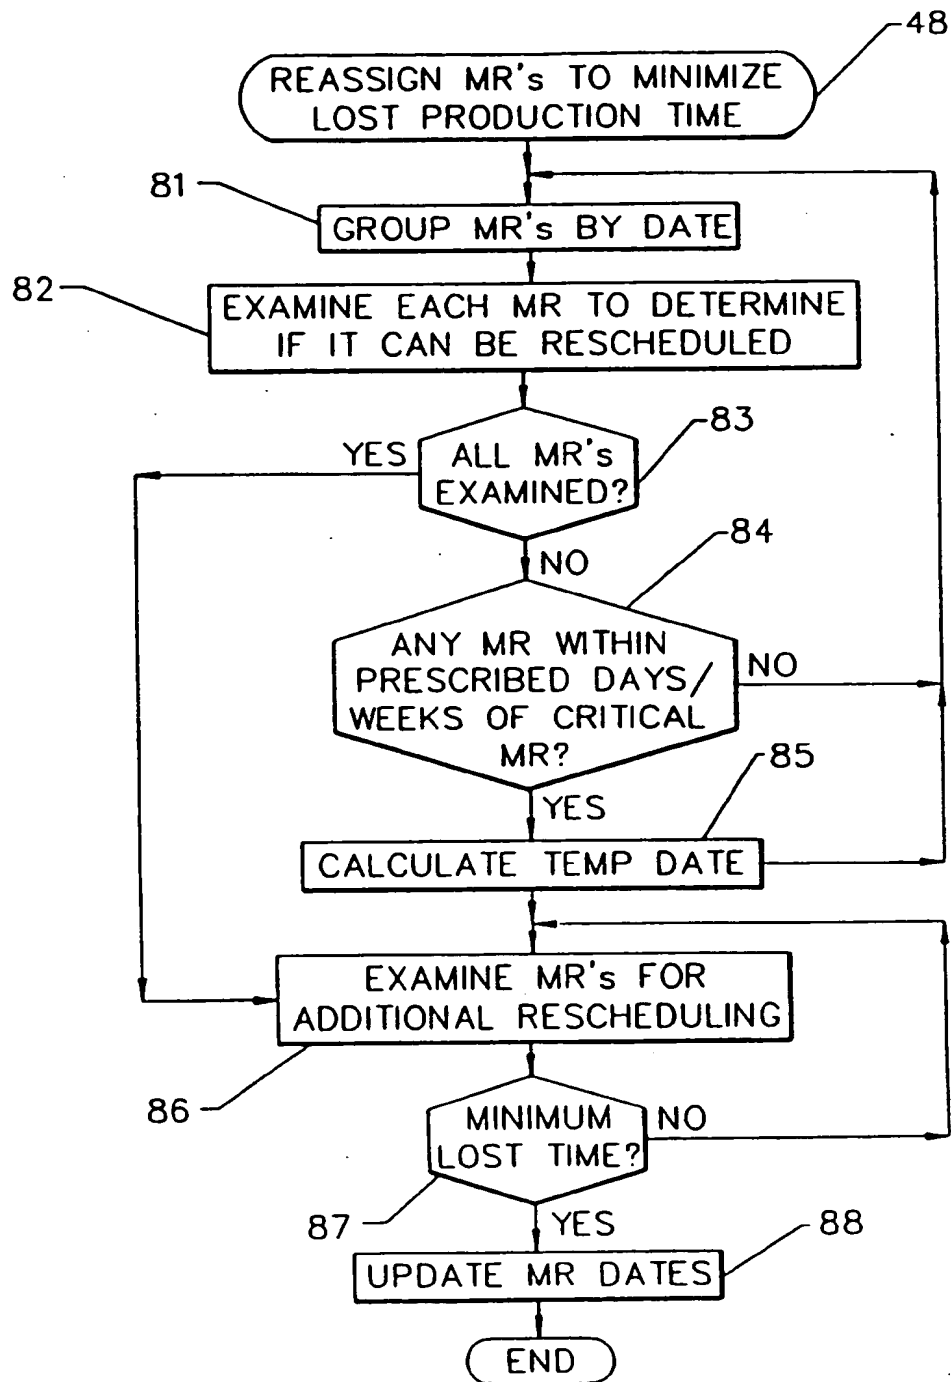 48
REASSIGN MR's TO MINIMIZE
LOST PRODUCTION TIME
81
GROUP MR's BY DATE
82
EXAMINE EACH MR TO DETERMINE
IF IT CAN BE RESCHEDULED
83
YES
ALL MR's
EXAMINED?
NO
84
ANY MR WITHIN
PRESCRIBED DAYS/
WEEKS OF CRITICAL
MR?
NO
85
YES
CALCULATE TEMP DATE
EXAMINE MR's FOR
ADDITIONAL RESCHEDULING
86
MINIMUM
LOST TIME?
NO
87
YES
88
UPDATE MR DATES
END